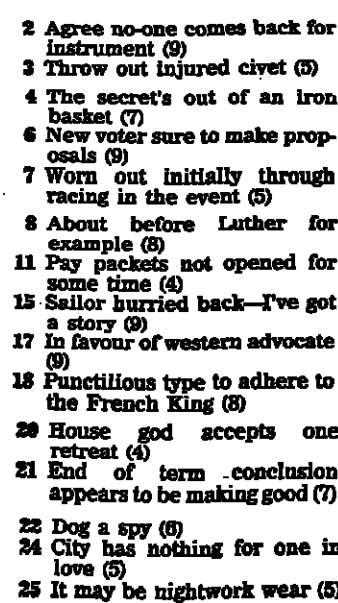 2 Agree no-one comes back for
instrument (9)
3 Throw out injured civet (5)
4 The secret's out of an iron
basket (7)
6 New voter sure to make prop-
osals (9)
7 Worn out initially through
racing in the event (5)
8 About before Luther for
example (8)
11 Pay packets not opened for
some time (4)
15 Sailor hurried back—I've got
a story (9)
17 In favour of western advocate
(9)
18 Punctilious type to adhere to
the French King (8)
20 House god accepts one
retreat (4)
21 End of term conclusion
appears to be making good (7)
22 Dog a spy (6)
24 City has nothing for one in
love (5)
25 It may be nightwork wear (5)